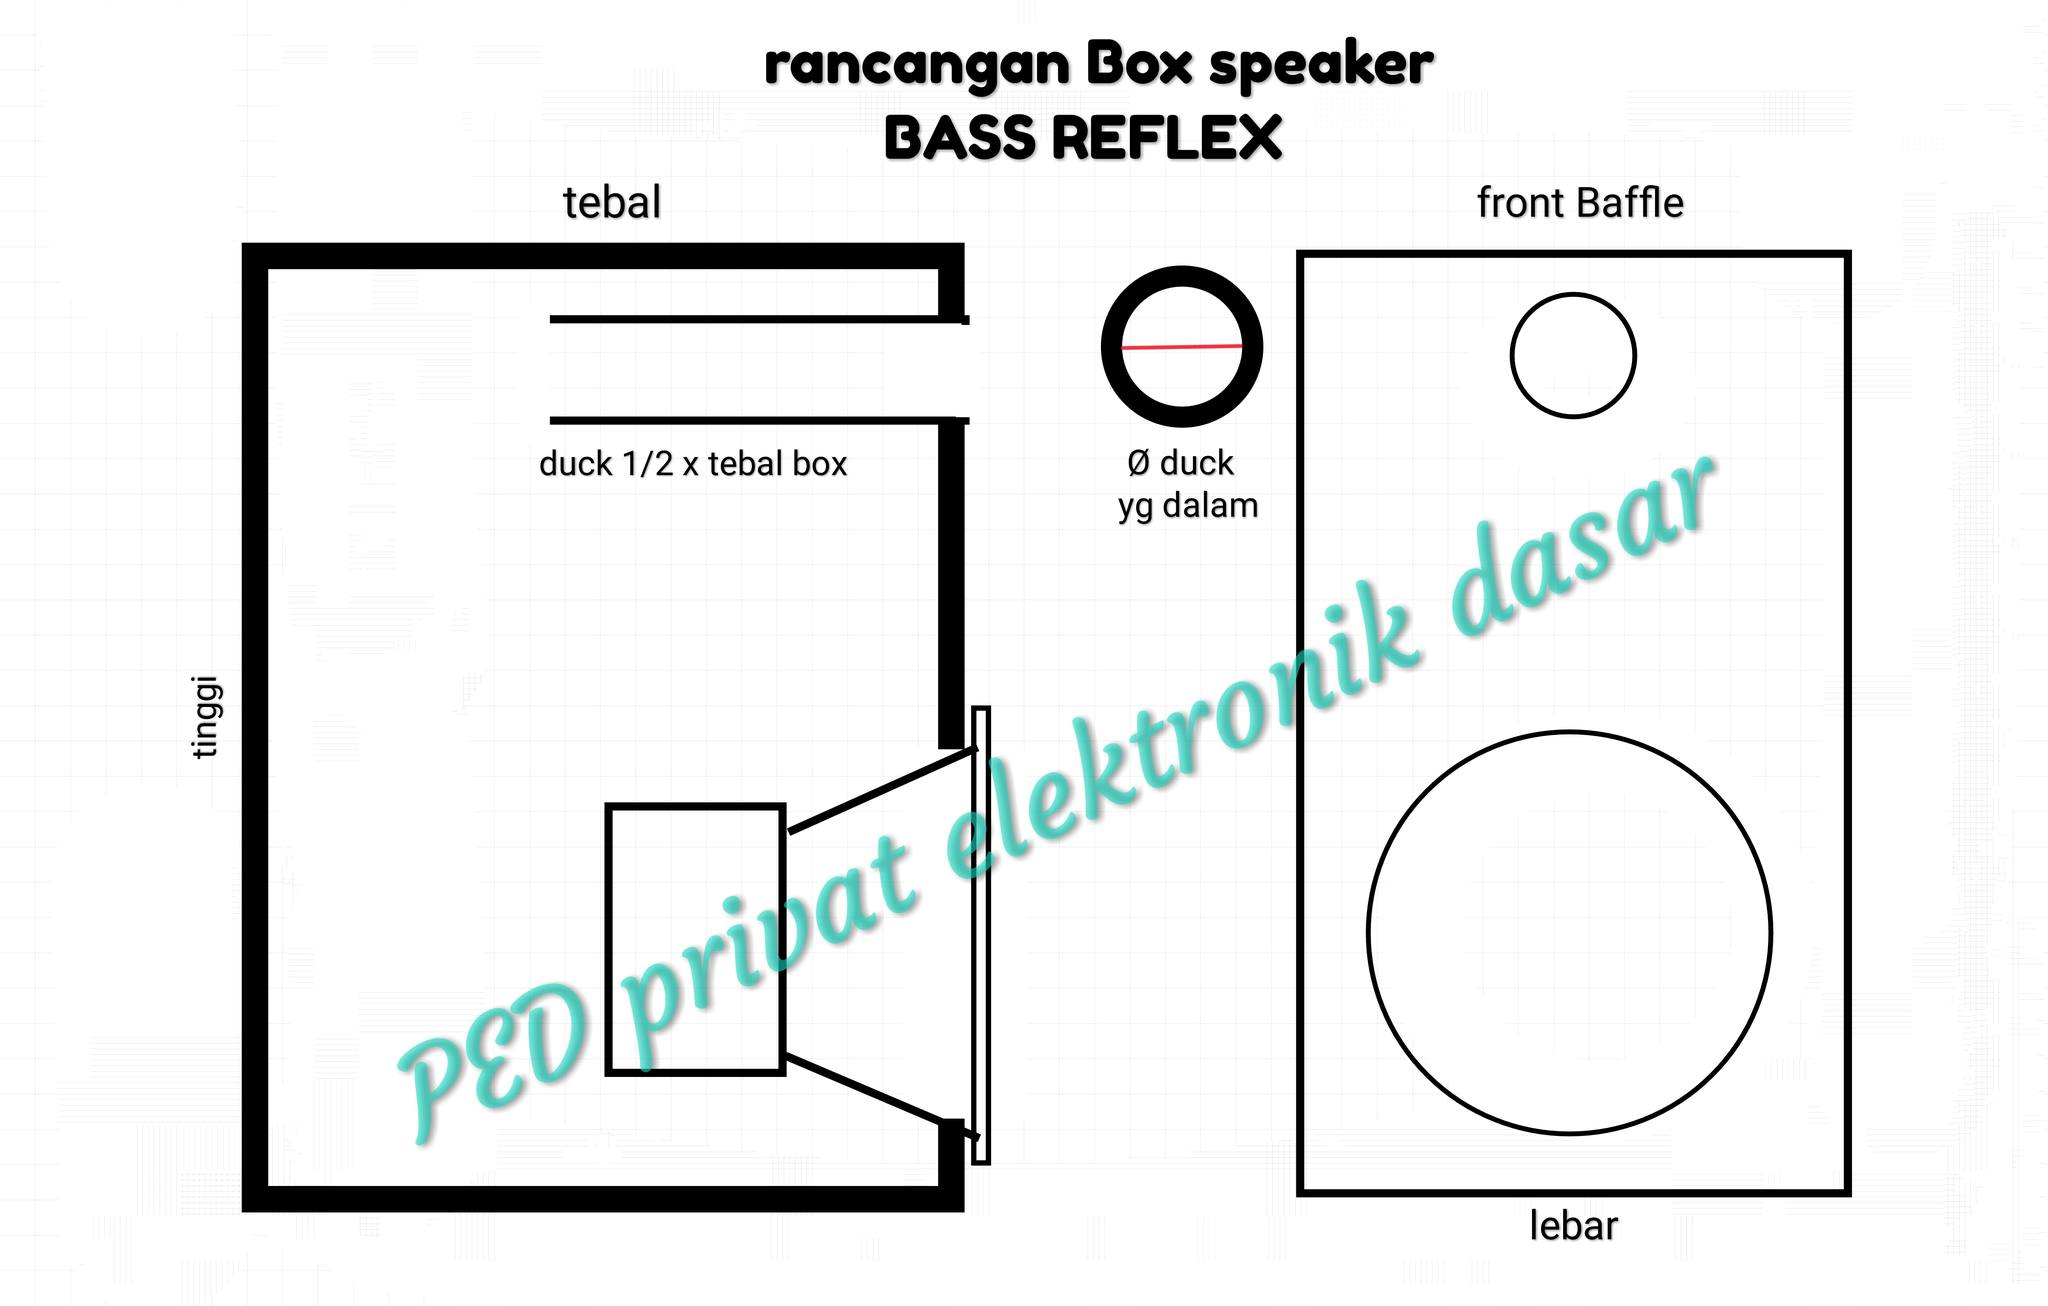 rancangan Box speaker
BASS REFLEX
tebal
front Baffle
duck 1/2 x tebal box
Ø duck
yg dalam
tinggi
PED privat elektronik dasar
lebar